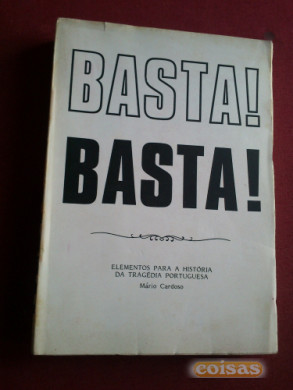 BASTA!
BASTA!
ELEMENTOS PARA A HISTÓRIA
DA TRAGÉDIA PORTUGUESA
Mário Cardoso
coisas